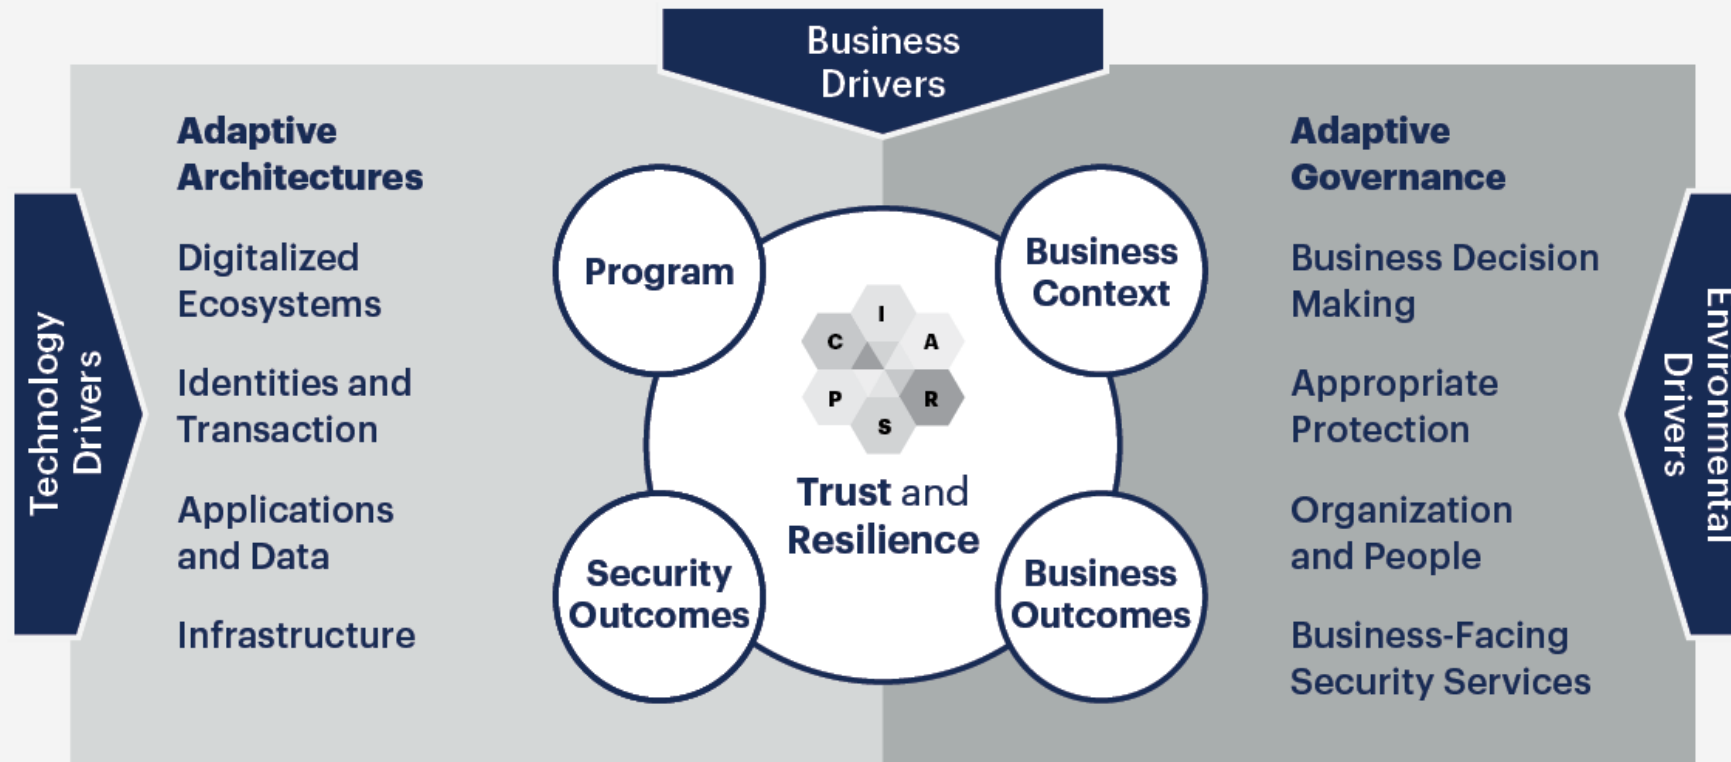 Business
Drivers
Technology
Drivers
Adaptive
Architectures
Digitalized
Ecosystems
Identities and
Transaction
Applications
and Data
Infrastructure
Program
Business
Context
Security
Outcomes
Business
Outcomes
I
C
A
P
R
S
Trust and
Resilience
Adaptive
Governance
Business Decision
Making
Appropriate
Protection
Organization
and People
Business-Facing
Security Services
Environmental
Drivers